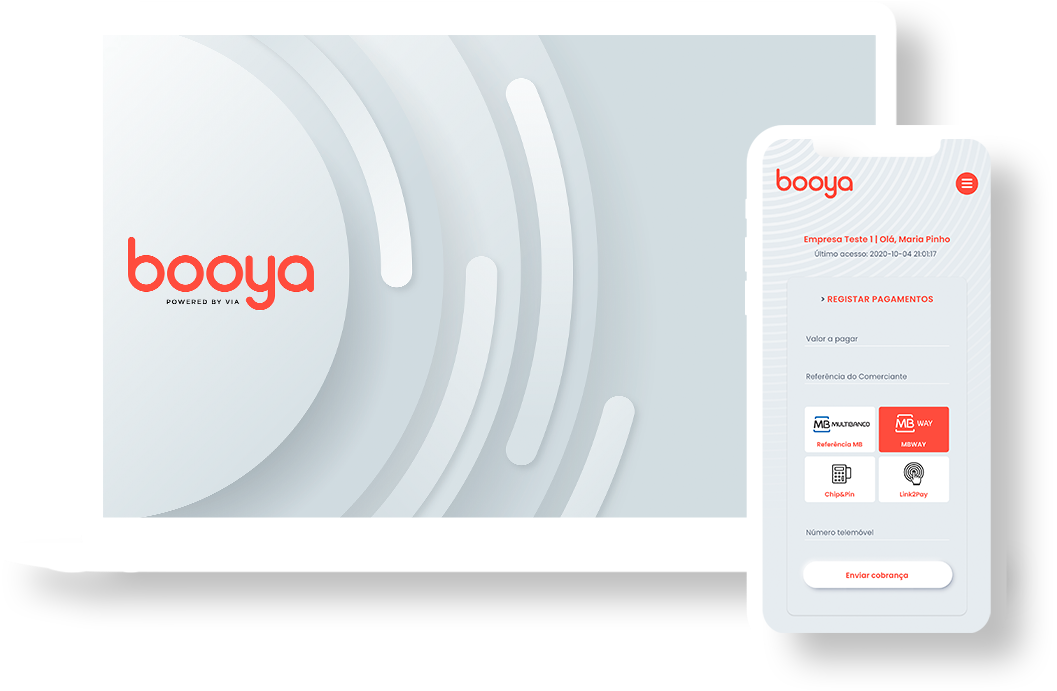 booya
POWERED BY VIA
booya
Empresa Teste 1 | Olá, Maria Pinho
Último acesso: 2020-10-04 21:01:17
> REGISTAR PAGAMENTOS
Valor a pagar
Referência do Comerciante
MB MULTIBANCO
Referência MB
MB WAY
MBWAY
Chip&Pin
Link2Pay
Número telemóvel
Enviar cobrança